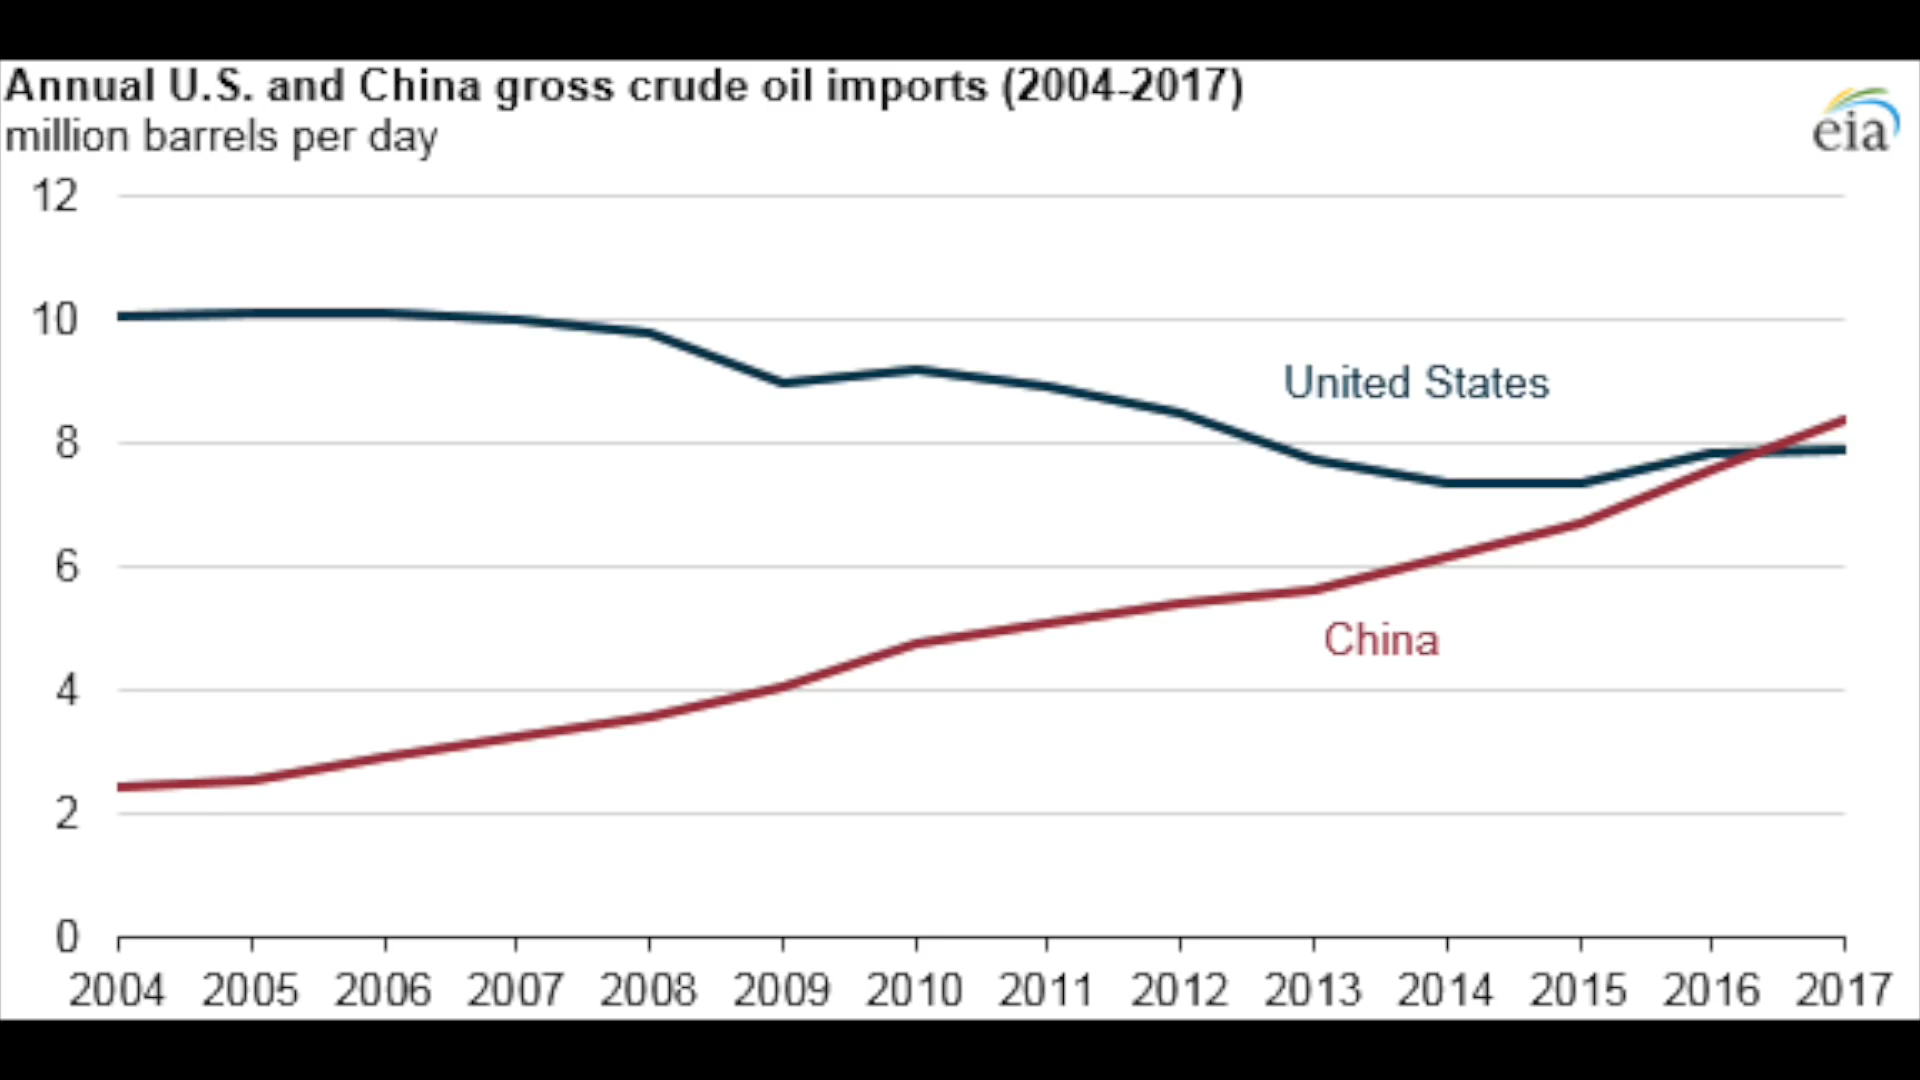 Annual U.S. and China gross crude oil imports (2004-2017)
million barrels per day
eia
12
10
8
6
4
2
0
United States
China
2004 2005 2006 2007 2008 2009 2010 2011 2012 2013 2014 2015 2016 2017